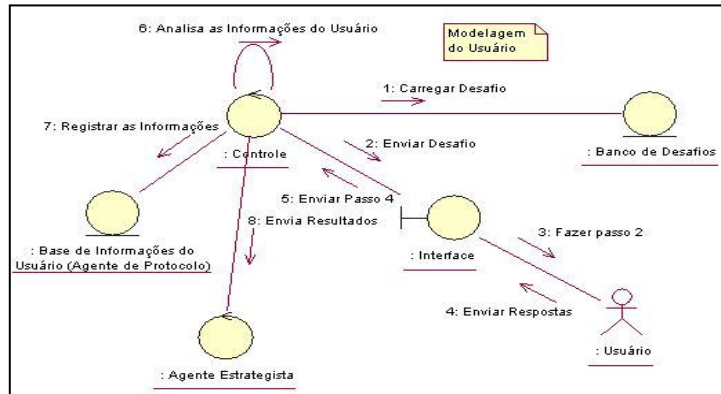 6: Analisa as Informações do Usuário
Modelagem
do Usuário
1: Carregar Desafio
7: Registrar as Informações
: Controle
2: Enviar Desafio
: Banco de Desafios
5: Enviar Passo 4
8: Envia Resultados
3: Fazer passo 2
: Base de Informações do
Usuário (Agente de Protocolo)
: Interface
4: Enviar Respostas
: Usuário
: Agente Estrategista